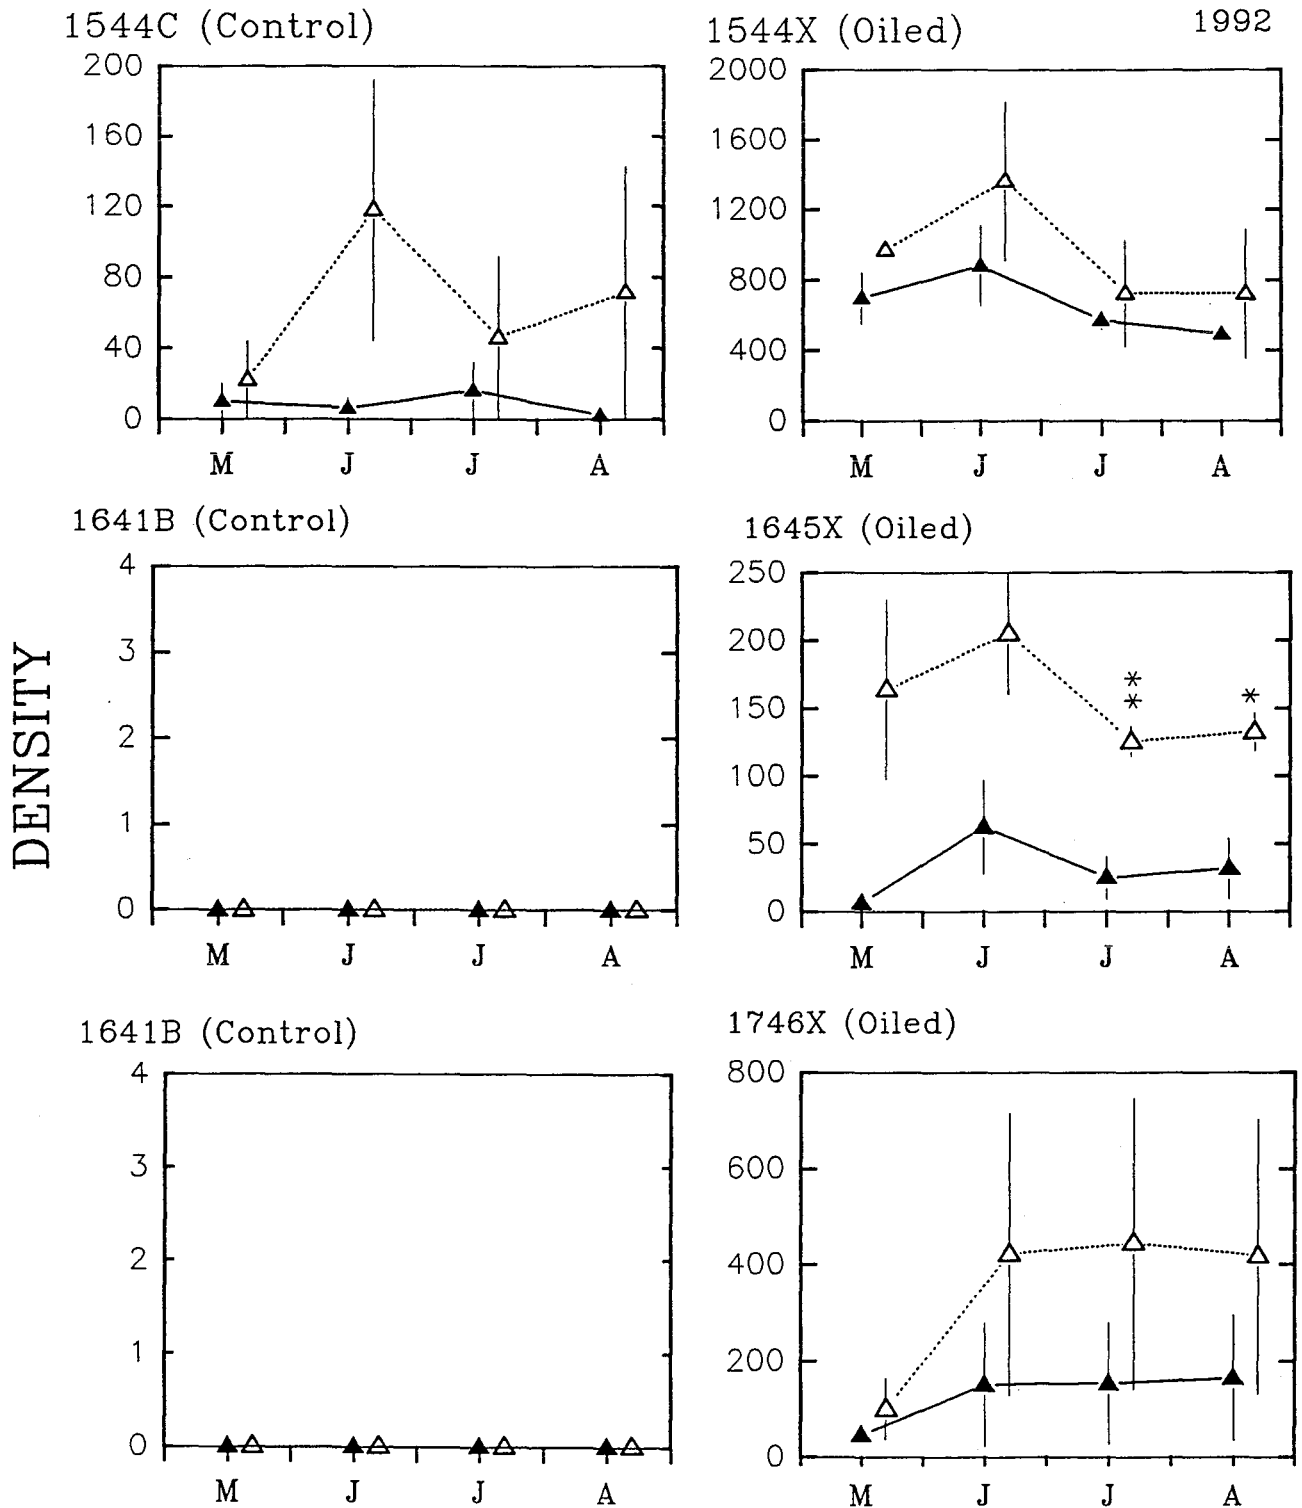 1544C (Control)
1544X (Oiled)
1992
200
160
120
80
40
0
M J J A
2000
1600
1200
800
400
0
M J J A
1641B (Control)
1645X (Oiled)
DENSITY
4
3
2
1
0
M J J A
250
200
150
100
50
0
*
*
*
M J J A
1641B (Control)
1746X (Oiled)
4
3
2
1
0
M J J A
800
600
400
200
0
M J J A